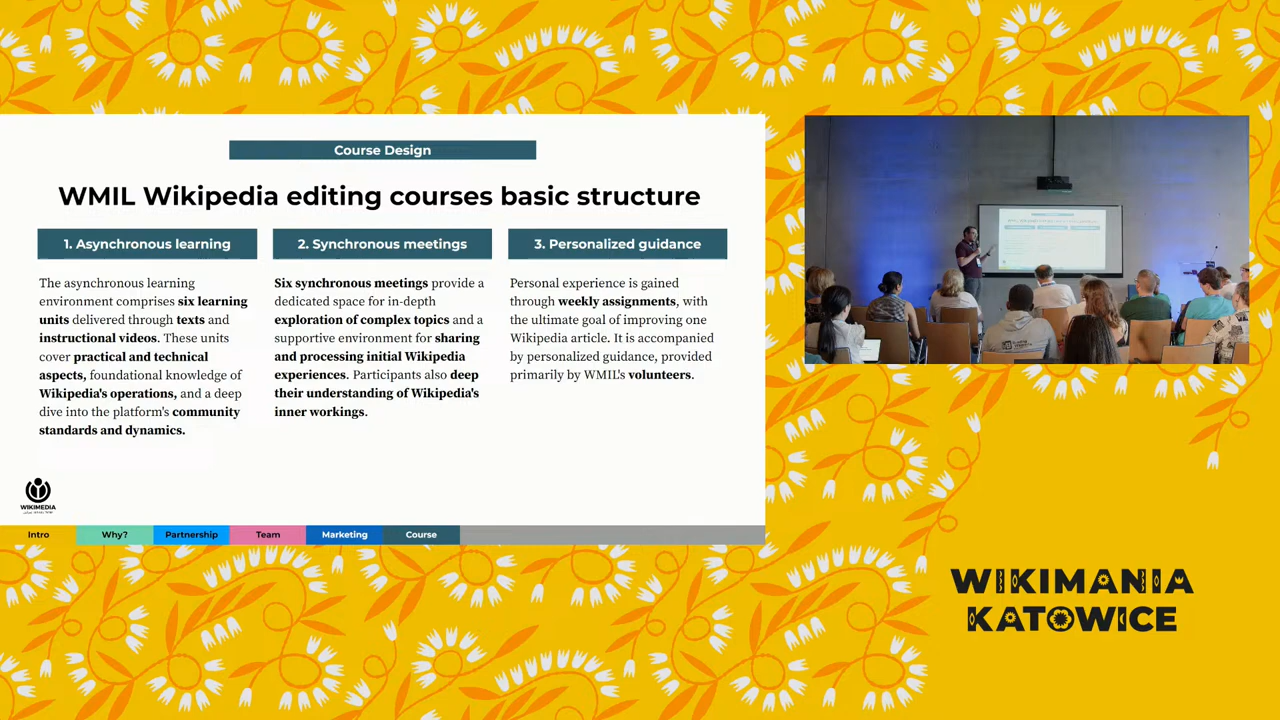 Course Design
WMIL Wikipedia editing courses basic structure
1. Asynchronous learning
The asynchronous learning
environment comprises six learning
units delivered through texts and
instructional videos. These units
cover practical and technical
aspects, foundational knowledge of
Wikipedia's operations, and a deep
dive into the platform's community
standards and dynamics.
2. Synchronous meetings
Six synchronous meetings provide a
dedicated space for in-depth
exploration of complex topics and a
supportive environment for sharing
and processing initial Wikipedia
experiences. Participants also deep
their understanding of Wikipedia's
inner workings.
3. Personalized guidance
Personal experience is gained
through weekly assignments, with
the ultimate goal of improving one
Wikipedia article. It is accompanied
by personalized guidance, provided
primarily by WMIL's volunteers.
WIKIMEDIA
Intro
Why?
Partnership
Team
Marketing
Course
WIKIMANIA
KATOWICE